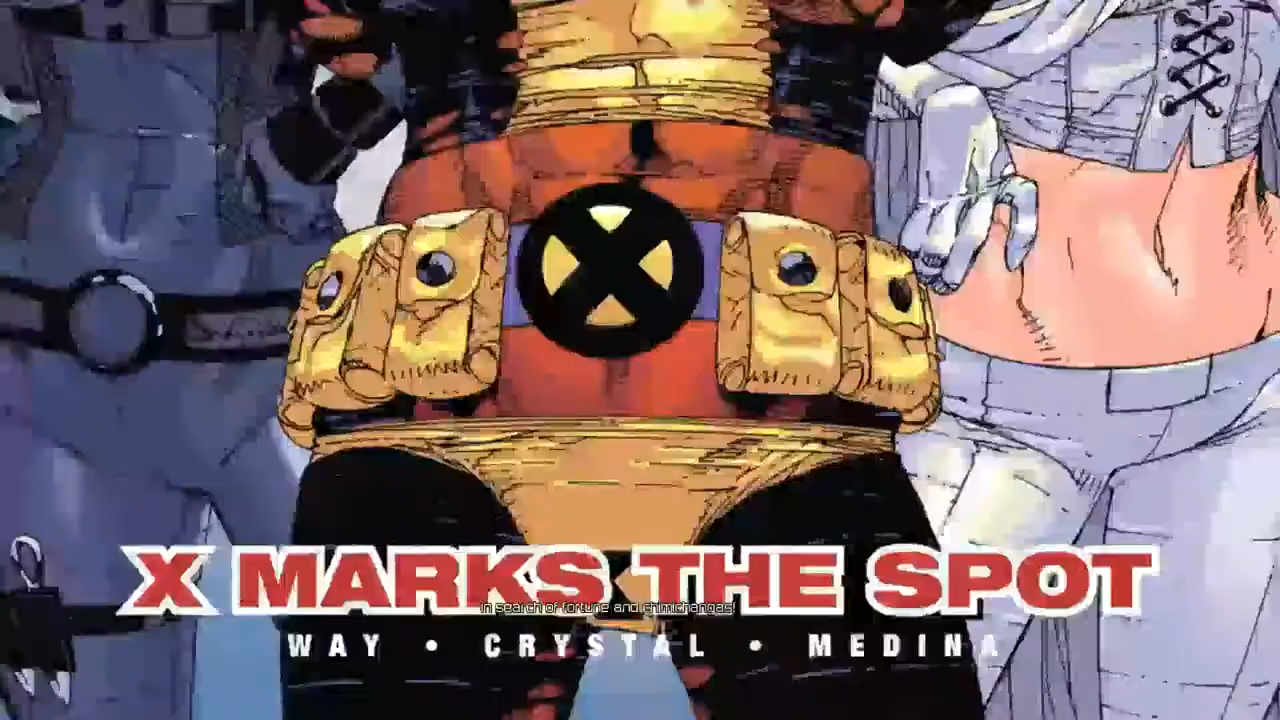 X MARKS THE SPOT
in search of fortune and chimichangas!
WAY • CRYSTAL • MEDINA